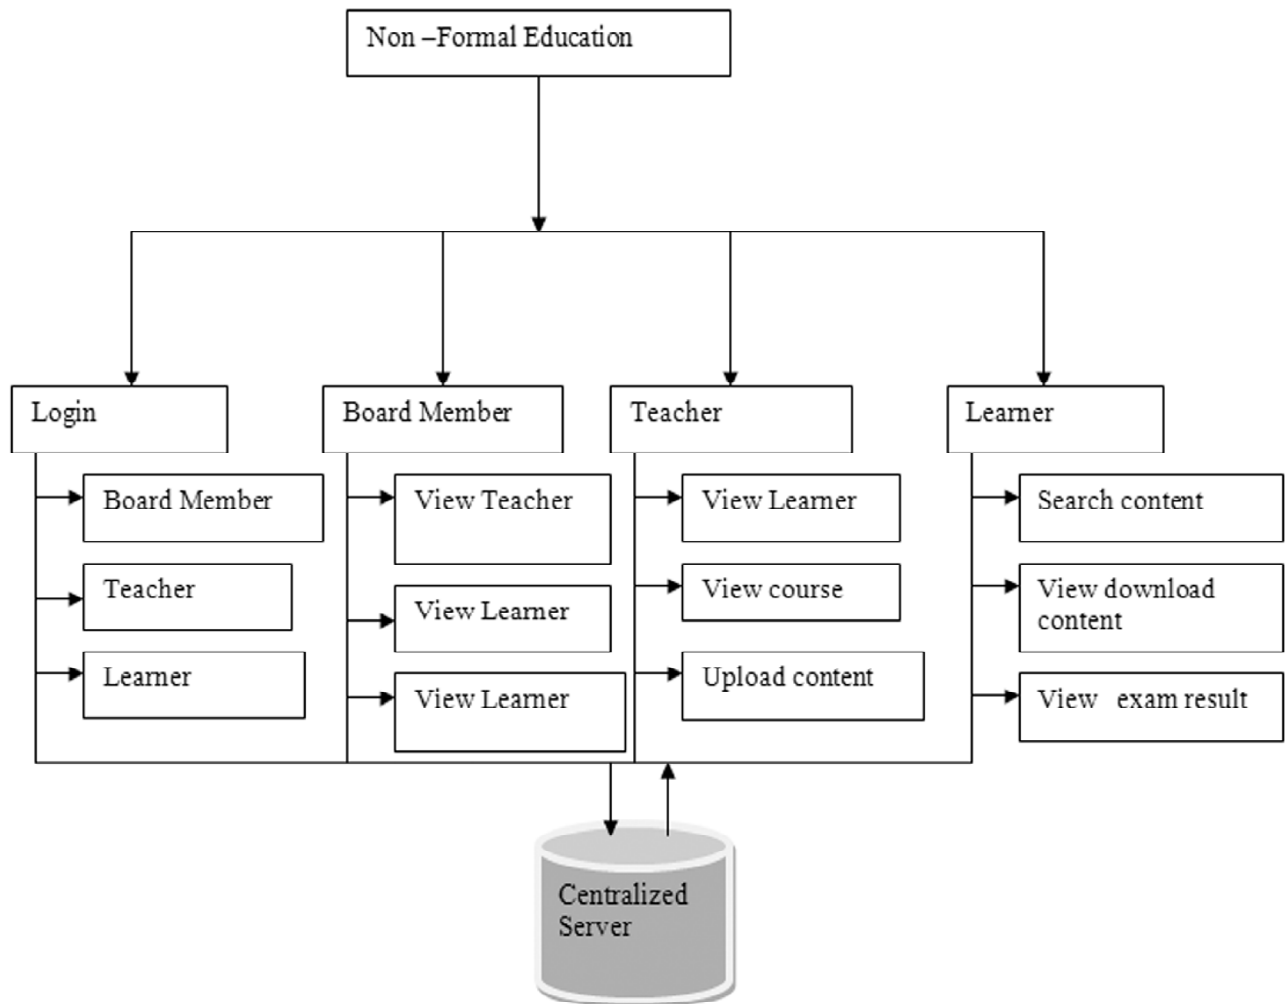 Non –Formal Education
Login
Board Member
Teacher
Learner
Board Member
Teacher
Learner
View Teacher
View Learner
View Learner
View Learner
View course
Upload content
Search content
View download
content
View exam result
Centralized
Server